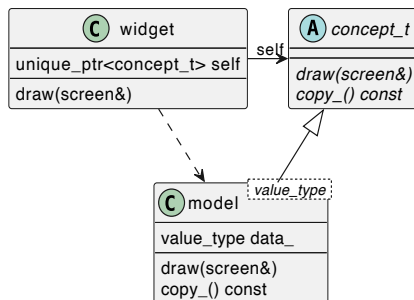 C widget
unique_ptr<concept_t> self
draw(screen&)
self
A concept_t
draw(screen&)
copy_() const
value_type
C model
value_type data_
draw(screen&)
copy_() const